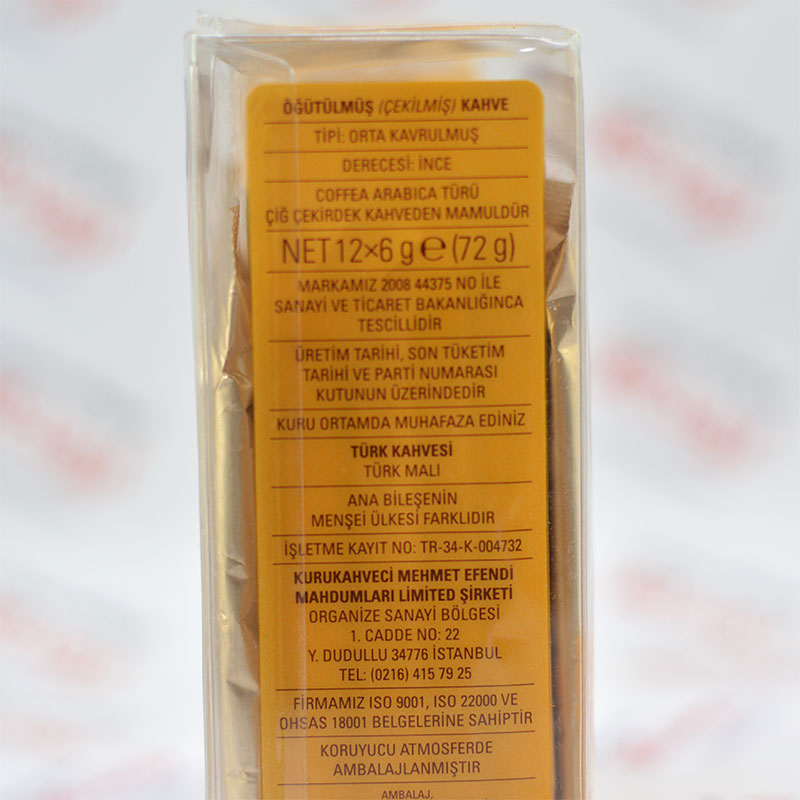 ÖĞÜTÜLMÜŞ (ÇEKİLMİŞ) KAHVE
TİPİ: ORTA KAVRULMUŞ
DERECESİ: İNCE
COFFEA ARABICA TÜRÜ
ÇİĞ ÇEKİRDEK KAHVEDEN MAMULDÜR
NET 12×6 g ℮ (72 g)
MARKAMIZ 2008 44375 NO İLE
SANAYİ VE TİCARET BAKANLIĞINCA
TESCİLLİDİR
ÜRETİM TARİHİ, SON TÜKETİM
TARİHİ VE PARTİ NUMARASI
KUTUNUN ÜZERİNDEDİR
KURU ORTAMDA MUHAFAZA EDİNİZ
TÜRK KAHVESİ
TÜRK MALI
ANA BİLEŞENİN
MENŞEİ ÜLKESİ FARKLIDIR
İŞLETME KAYIT NO: TR-34-K-004732
KURUKAHVECİ MEHMET EFENDİ
MAHDUMLARI LİMİTED ŞİRKETİ
ORGANİZE SANAYİ BÖLGESİ
1. CADDE NO: 22
Y. DUDULLU 34776 İSTANBUL
TEL: (0216) 415 79 25
FİRMAMIZ ISO 9001, ISO 22000 VE
OHSAS 18001 BELGELERİNE SAHİPTİR
KORUYUCU ATMOSFERDE
AMBALAJLANMIŞTIR
AMBALAJ,